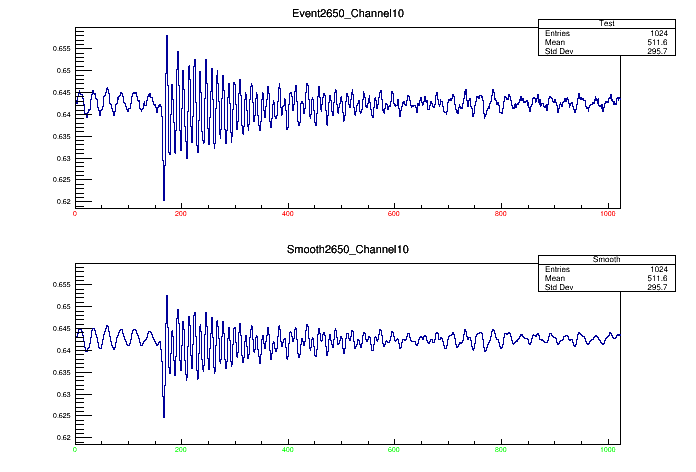 Event2650_Channel10
Test
Entries 1024
Mean 511.6
Std Dev 295.7
0.655
0.65
0.645
0.64
0.635
0.63
0.625
0.62
0 200 400 600 800 1000
Smooth2650_Channel10
Smooth
Entries 1024
Mean 511.6
Std Dev 295.7
0.655
0.65
0.645
0.64
0.635
0.63
0.625
0.62
0 200 400 600 800 1000